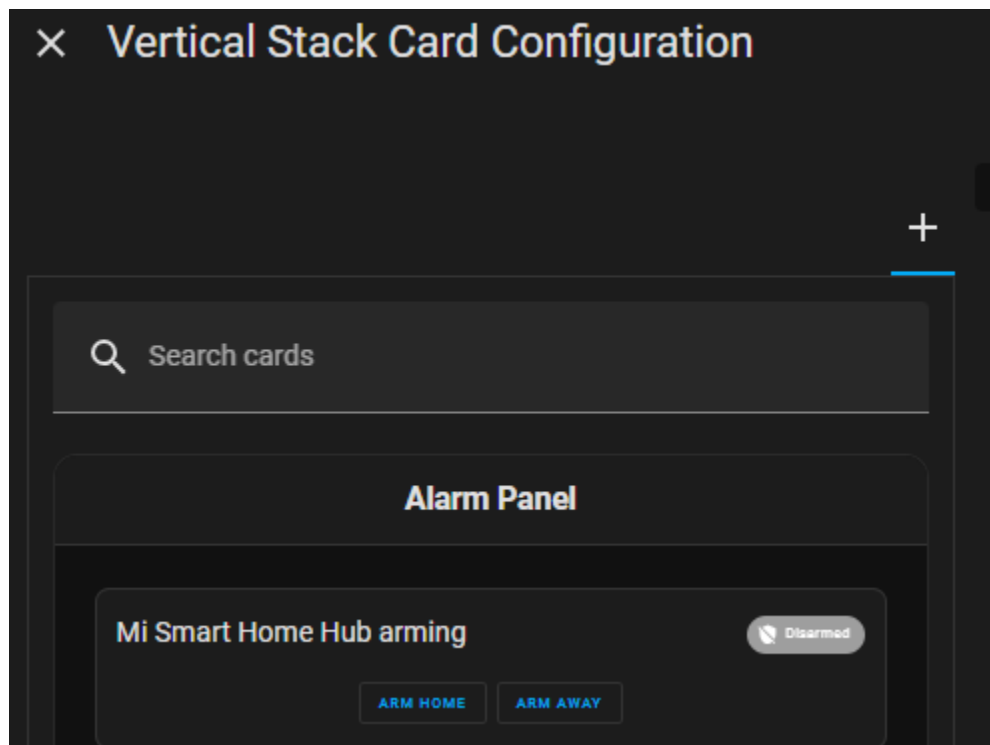 Vertical Stack Card Configuration
Search cards
Alarm Panel
Mi Smart Home Hub arming
Disarmed
ARM HOME
ARM AWAY